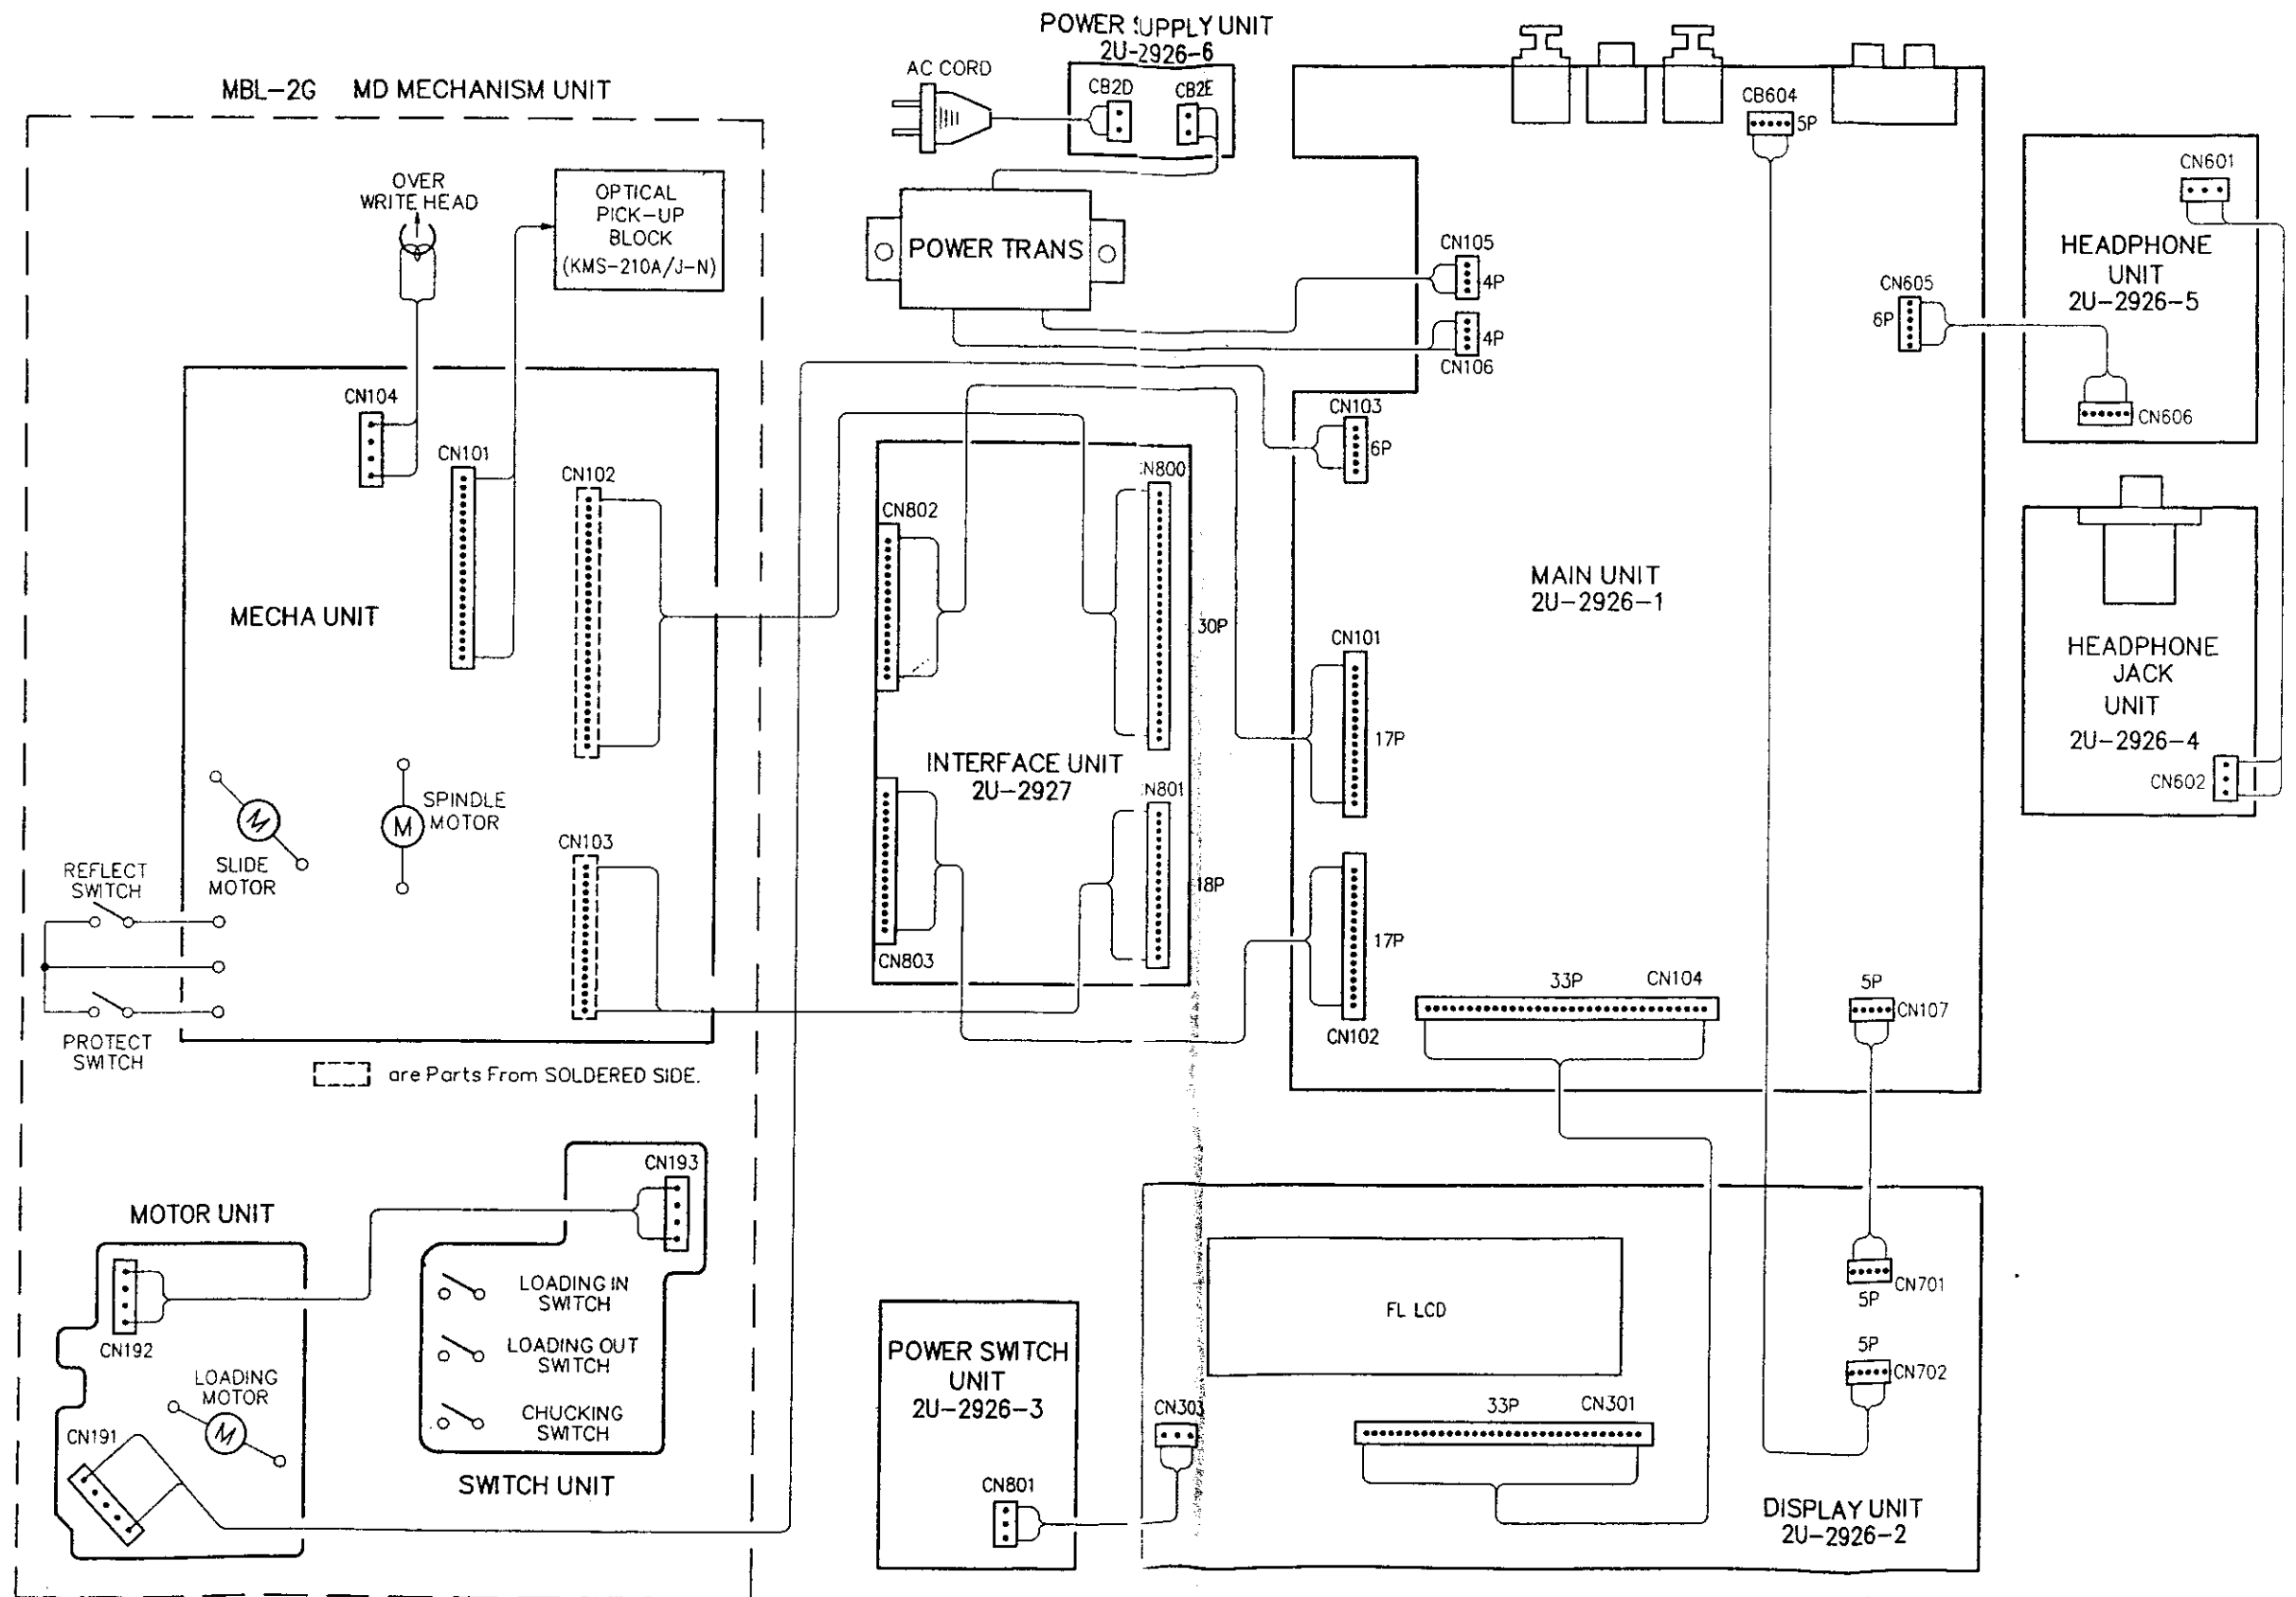 POWER SUPPLY UNIT
2U-2926-6
AC CORD
CB2D
CB2E
MBL-2G MD MECHANISM UNIT
CB604
5P
OVER
WRITE HEAD
OPTICAL
PICK-UP
BLOCK
(KMS-210A/J-N)
POWER TRANS
CN105
4P
4P
CN106
CN601
HEADPHONE
UNIT
2U-2926-5
CN605
6P
CN606
CN104
CN101
CN102
MECHA UNIT
CN103
6P
CN802
CN800
30P
MAIN UNIT
2U-2926-1
CN101
17P
HEADPHONE
JACK
UNIT
2U-2926-4
CN602
INTERFACE UNIT
2U-2927
CN801
18P
CN803
SPINDLE
MOTOR
M
M
SLIDE
MOTOR
REFLECT
SWITCH
CN103
PROTECT
SWITCH
17P
CN102
33P CN104
5P
CN107
are Parts From SOLDERED SIDE.
CN193
MOTOR UNIT
CN192
LOADING IN
SWITCH
LOADING OUT
SWITCH
CHUCKING
SWITCH
SWITCH UNIT
LOADING
MOTOR
M
CN191
POWER SWITCH
UNIT
2U-2926-3
CN801
CN303
FL LCD
33P CN301
CN701
5P
5P
CN702
DISPLAY UNIT
2U-2926-2